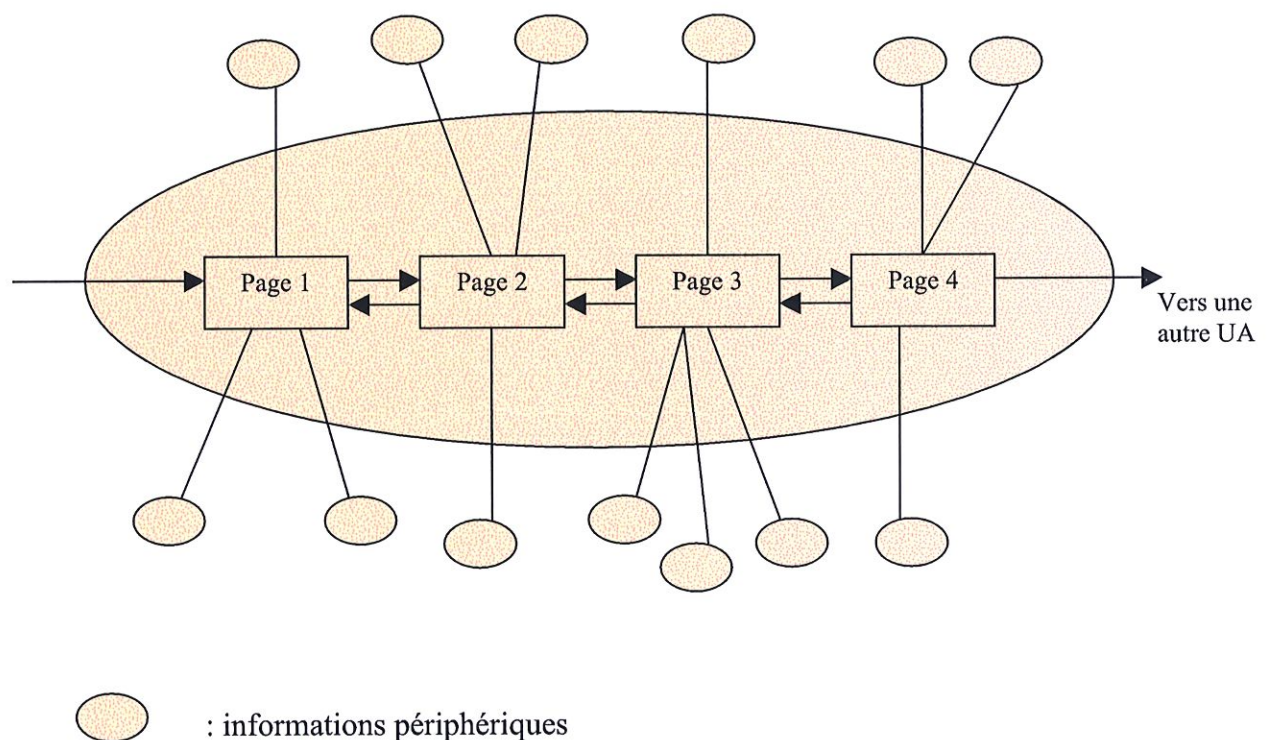 Page 1
Page 2
Page 3
Page 4
Vers une
autre UA
: informations périphériques